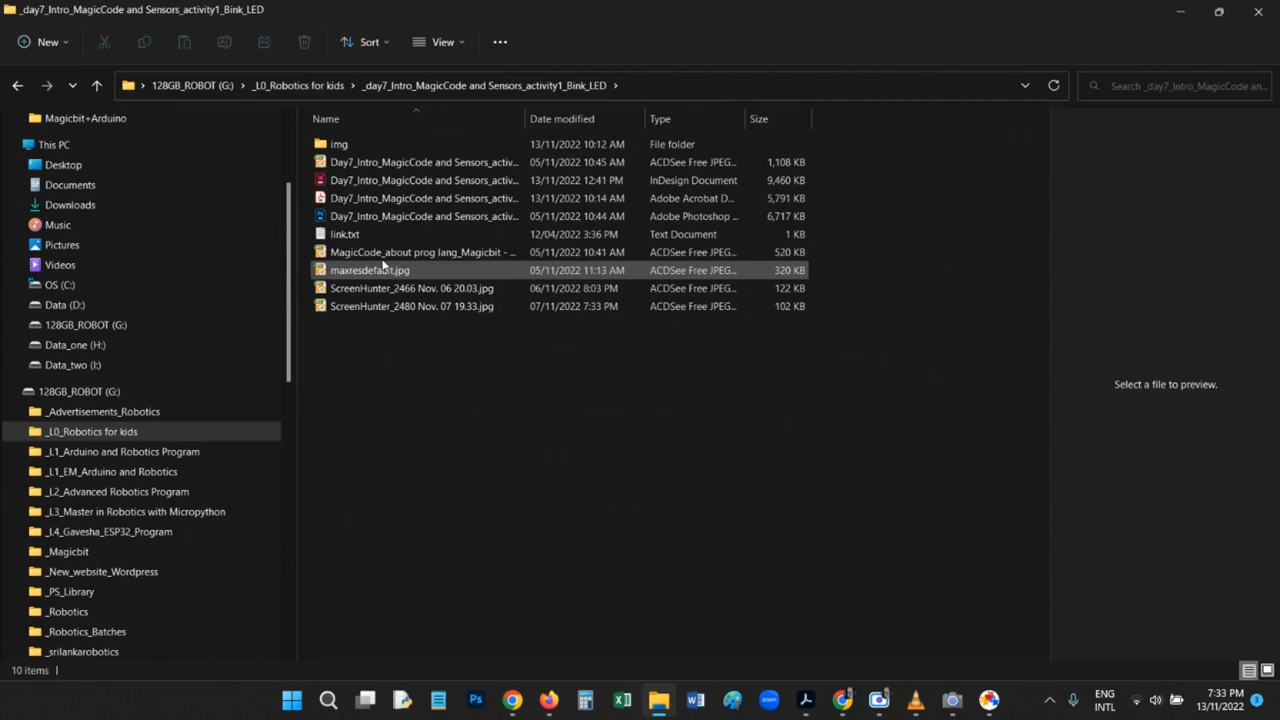 _day7_Intro_MagicCode and Sensors_activity1_Bink_LED
New
Sort
View
128GB_ROBOT (G:) > _L0_Robotics for kids > _day7_Intro_MagicCode and Sensors_activity1_Bink_LED >
Search _day7_Intro_MagicCode an...
Name Date modified Type Size
img 13/11/2022 10:12 AM File folder
Day7_Intro_MagicCode and Sensors_activ... 05/11/2022 10:45 AM ACDSee Free JPEG... 1,108 KB
Day7_Intro_MagicCode and Sensors_activ... 13/11/2022 12:41 PM InDesign Document 9,460 KB
Day7_Intro_MagicCode and Sensors_activ... 13/11/2022 10:14 AM Adobe Acrobat D... 5,791 KB
Day7_Intro_MagicCode and Sensors_activ... 05/11/2022 10:44 AM Adobe Photoshop ... 6,717 KB
link.txt 12/04/2022 3:36 PM Text Document 1 KB
MagicCode_about prog lang_Magicbit - ... 05/11/2022 10:41 AM ACDSee Free JPEG... 520 KB
maxresdefault.jpg 05/11/2022 11:13 AM ACDSee Free JPEG... 320 KB
ScreenHunter_2466 Nov. 06 20.03.jpg 06/11/2022 8:03 PM ACDSee Free JPEG... 122 KB
ScreenHunter_2480 Nov. 07 19.33.jpg 07/11/2022 7:33 PM ACDSee Free JPEG... 102 KB
Magicbit+Arduino
This PC
Desktop
Documents
Downloads
Music
Pictures
Videos
OS (C:)
Data (D:)
128GB_ROBOT (G:)
Data_one (H:)
Data_two (I:)
128GB_ROBOT (G:)
_Advertisements_Robotics
_L0_Robotics for kids
_L1_Arduino and Robotics Program
_L1_EM_Arduino and Robotics
_L2_Advanced Robotics Program
_L3_Master in Robotics with Micropython
_L4_Gavesha_ESP32_Program
_Magicbit
_New_website_Wordpress
_PS_Library
_Robotics
_Robotics_Batches
_srilankarobotics
Select a file to preview.
10 items
Ps
zoom
ENG
INTL
7:33 PM
13/11/2022
3